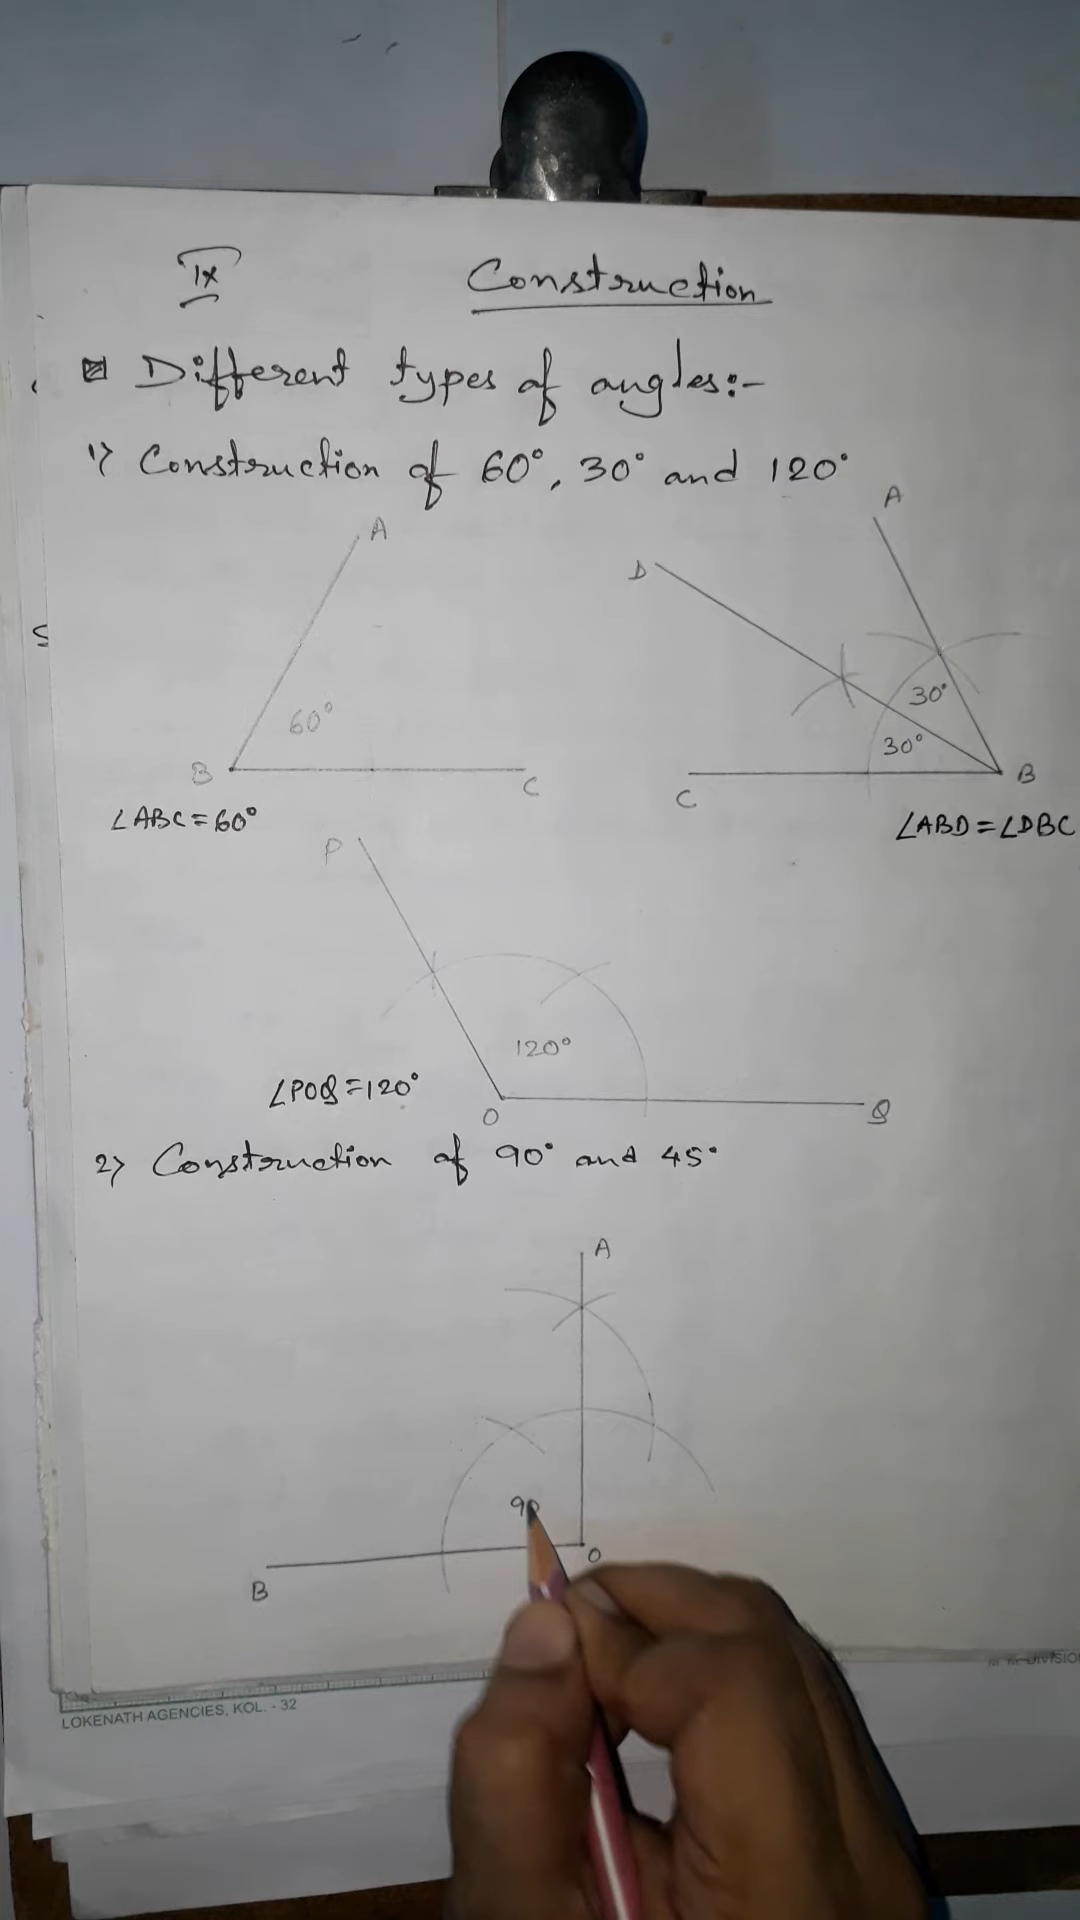 IX
Construction
Different types of angles:-
1) Construction of 60°, 30° and 120°
A
60°
B
C
∠ABC=60°
A
D
30°
30°
C
B
∠ABD=∠DBC
P
120°
O
Q
∠POQ=120°
2) Construction of 90° and 45°
A
90
O
B
LOKENATH AGENCIES, KOL. - 32